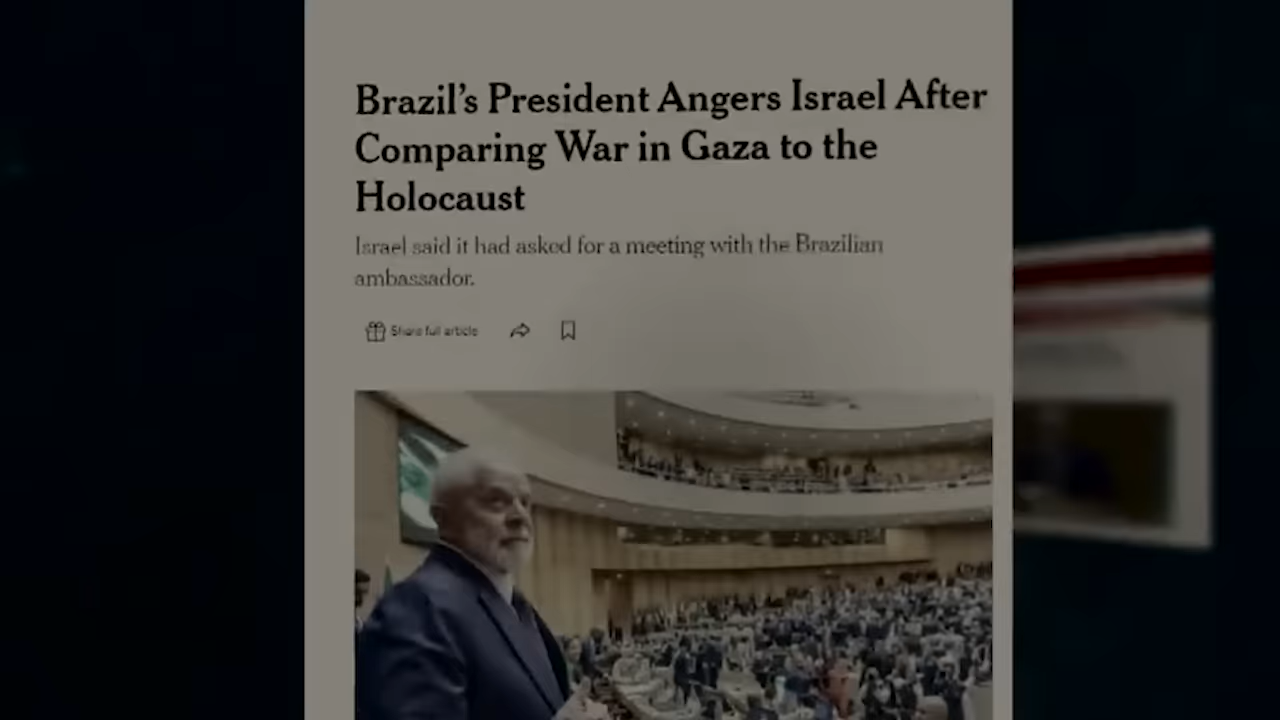 Brazil's President Angers Israel After
Comparing War in Gaza to the
Holocaust
Israel said it had asked for a meeting with the Brazilian
ambassador.
Share full article